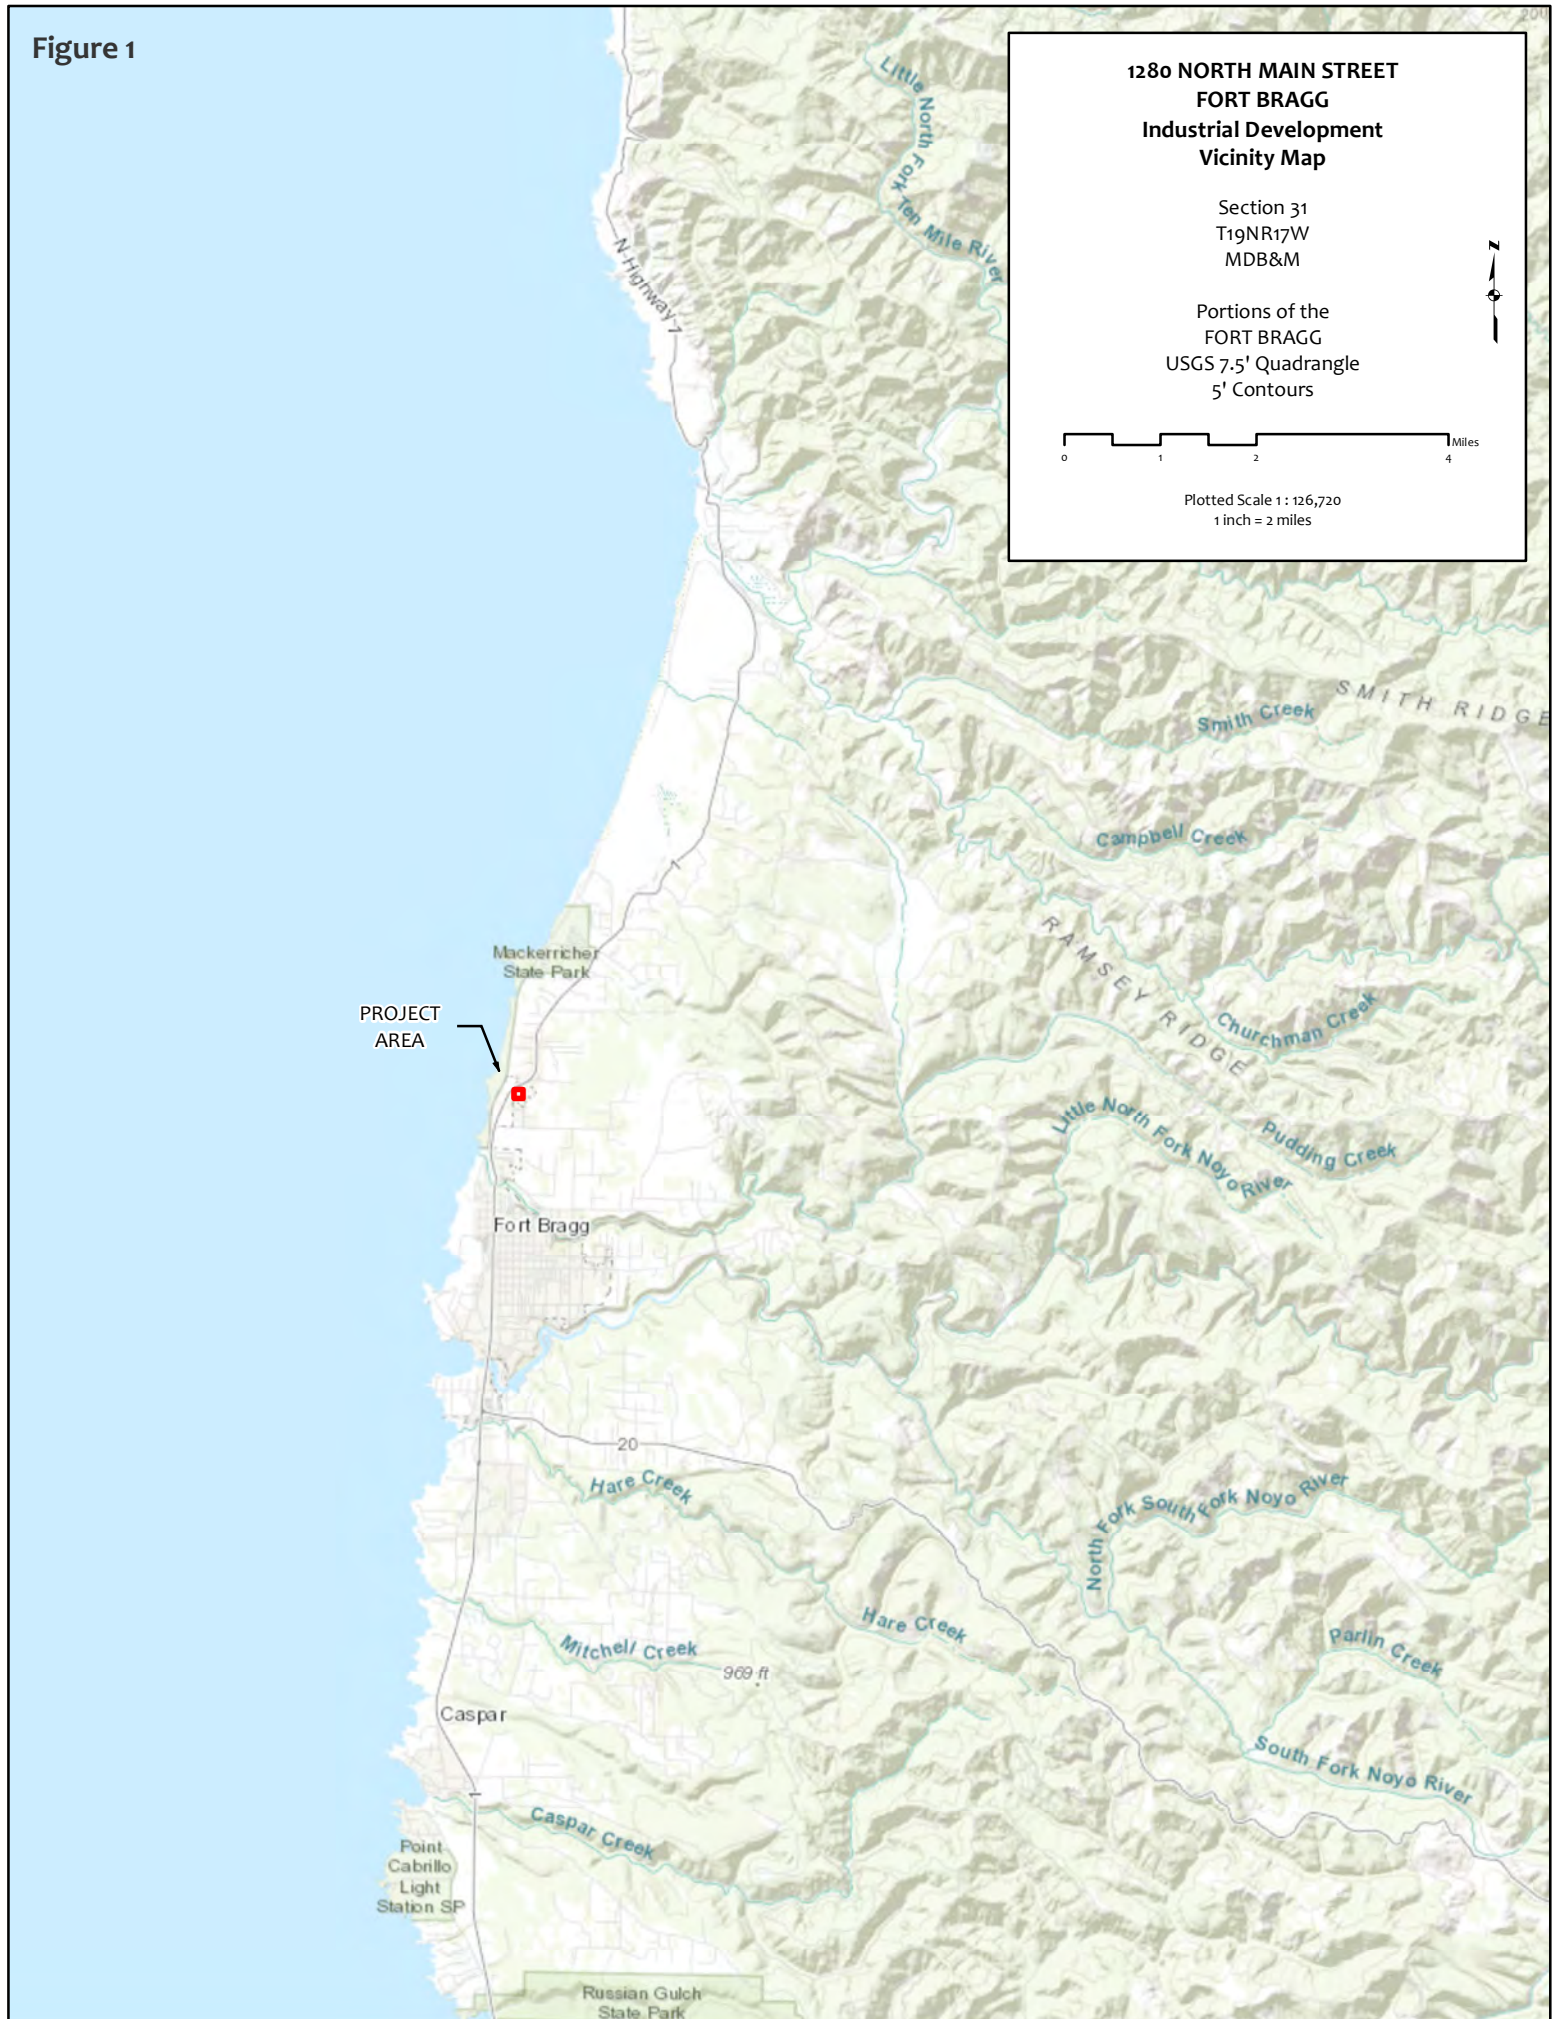 Figure 1
1280 NORTH MAIN STREET
FORT BRAGG
Industrial Development
Vicinity Map
Section 31
T19NR17W
MDB&M
Portions of the
FORT BRAGG
USGS 7.5' Quadrangle
5' Contours
N
Miles
0 1 2 4
Plotted Scale 1 : 126,720
1 inch = 2 miles
Little North Fork Ten Mile River
N Highway 1
SMITH RIDGE
Smith Creek
Campbell Creek
1
RAMSEY RIDGE
Mackerricher
State Park
Churchman Creek
PROJECT
AREA
Little North Fork Noyo River
Pudding Creek
Fort Bragg
20
Hare Creek
North Fork South Fork Noyo River
Hare Creek
Mitchell Creek
969 ft
Parlin Creek
Caspar
South Fork Noyo River
1
Caspar Creek
Point
Cabrillo
Light
Station SP
Russian Gulch
State Park